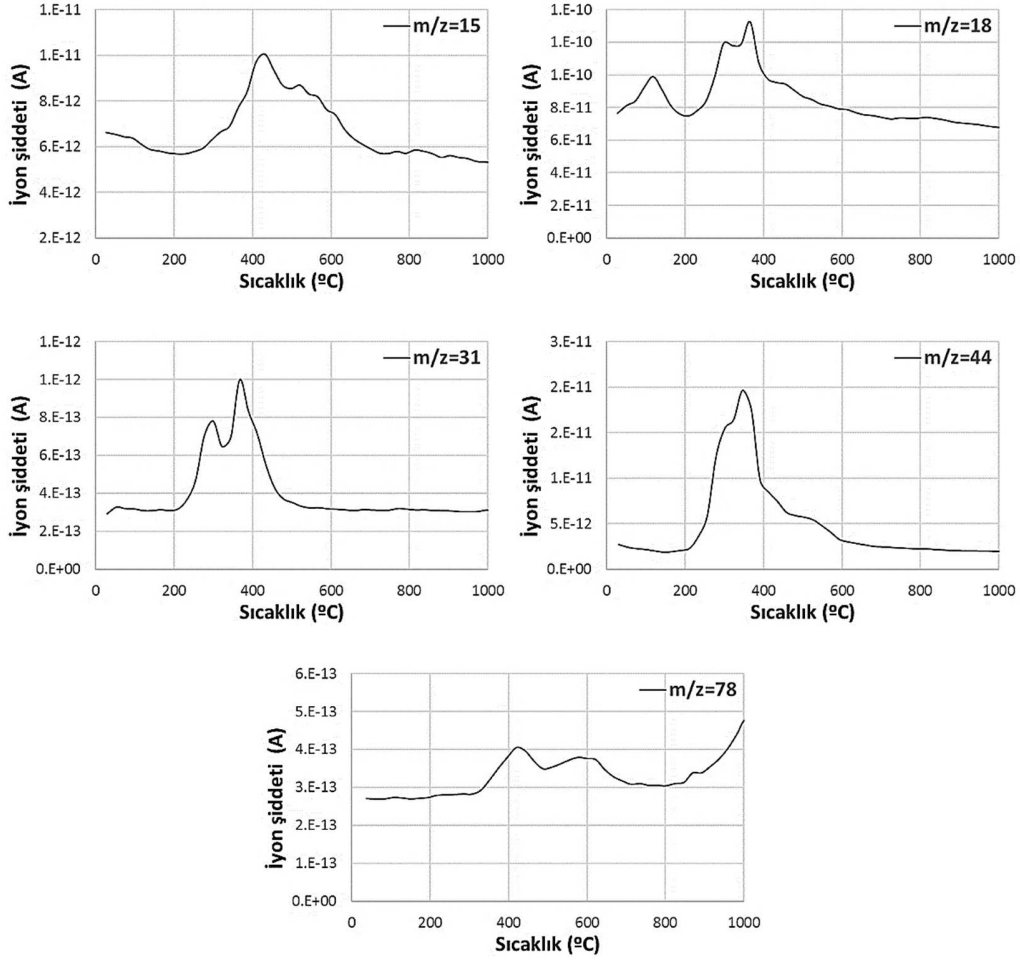 m/z=15
İyon şiddeti (A)
1.E-11
1.E-11
8.E-12
6.E-12
4.E-12
2.E-12
0 200 400 600 800 1000
Sıcaklık (ºC)
m/z=18
İyon şiddeti (A)
1.E-10
1.E-10
1.E-10
8.E-11
6.E-11
4.E-11
2.E-11
0.E+00
0 200 400 600 800 1000
Sıcaklık (ºC)
m/z=31
İyon şiddeti (A)
1.E-12
1.E-12
8.E-13
6.E-13
4.E-13
2.E-13
0.E+00
0 200 400 600 800 1000
Sıcaklık (ºC)
m/z=44
İyon şiddeti (A)
3.E-11
2.E-11
2.E-11
1.E-11
5.E-12
0.E+00
0 200 400 600 800 1000
Sıcaklık (ºC)
m/z=78
İyon şiddeti (A)
6.E-13
5.E-13
4.E-13
3.E-13
2.E-13
1.E-13
0.E+00
0 200 400 600 800 1000
Sıcaklık (ºC)